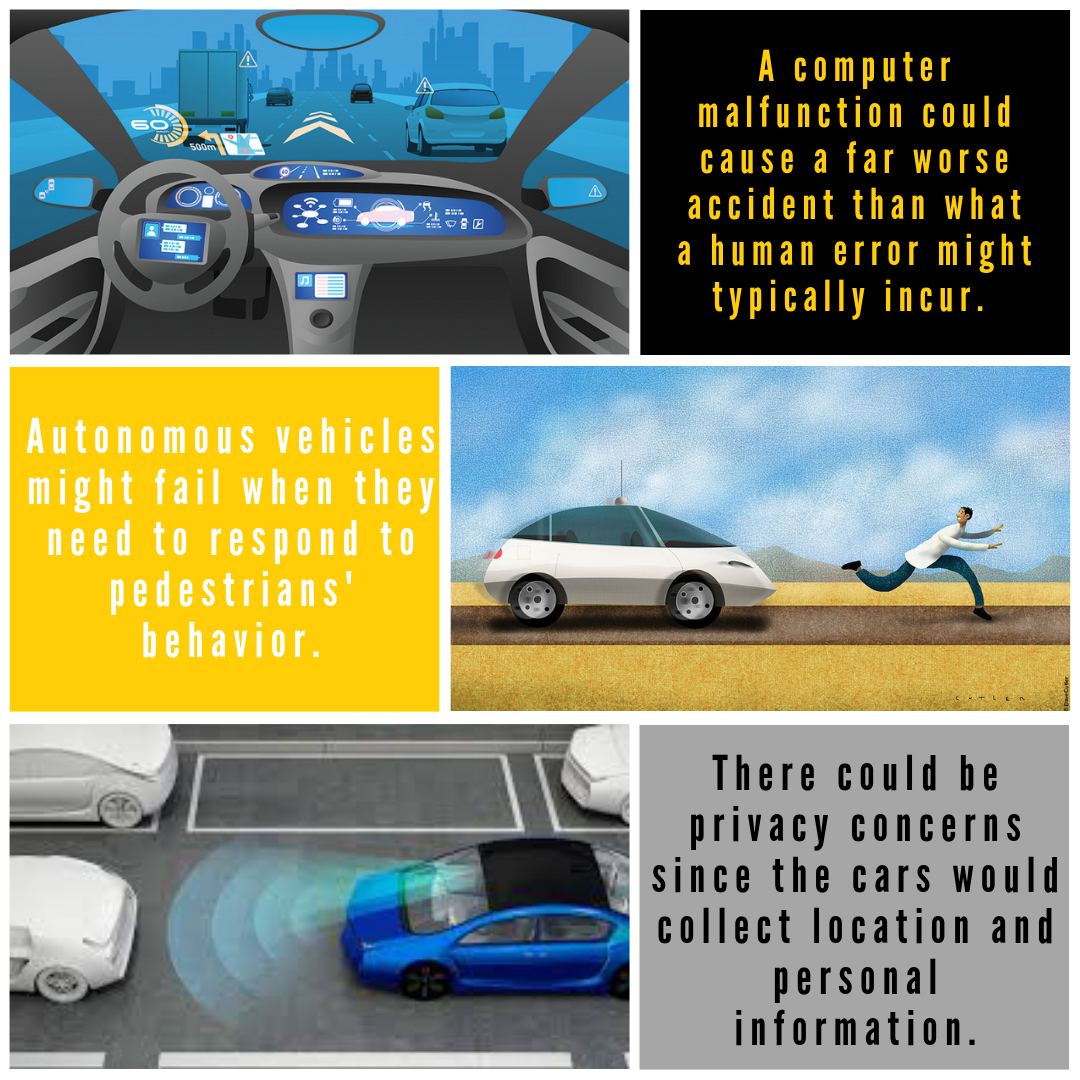 60
500m
A computer
malfunction could
cause a far worse
accident than what
a human error might
typically incur.
Autonomous vehicles
might fail when they
need to respond to
pedestrians'
behavior.
CUTLER
There could be
privacy concerns
since the cars would
collect location and
personal
information.